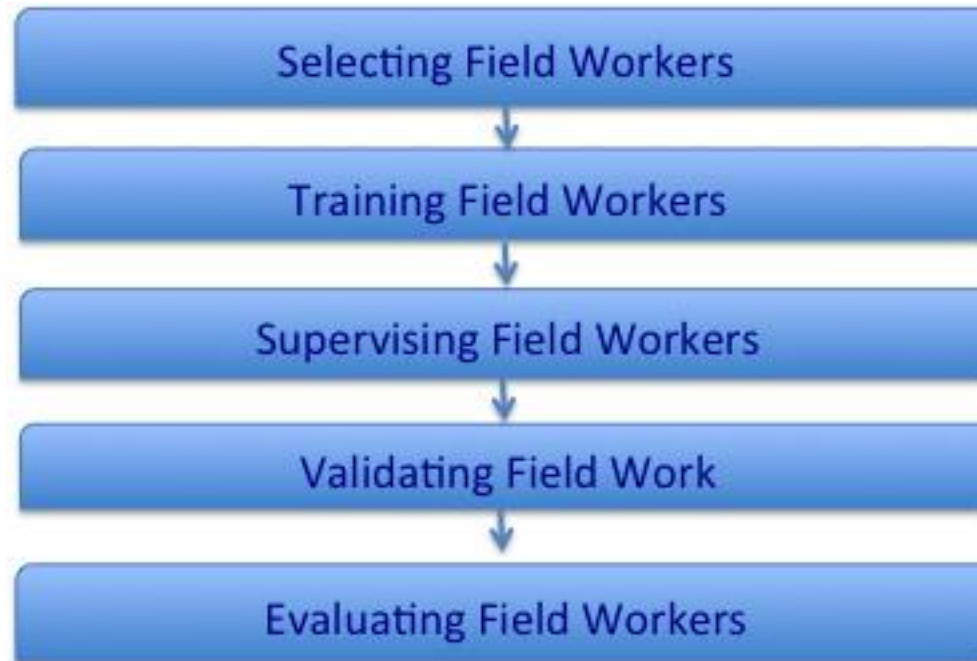 Selecting Field Workers
Training Field Workers
Supervising Field Workers
Validating Field Work
Evaluating Field Workers